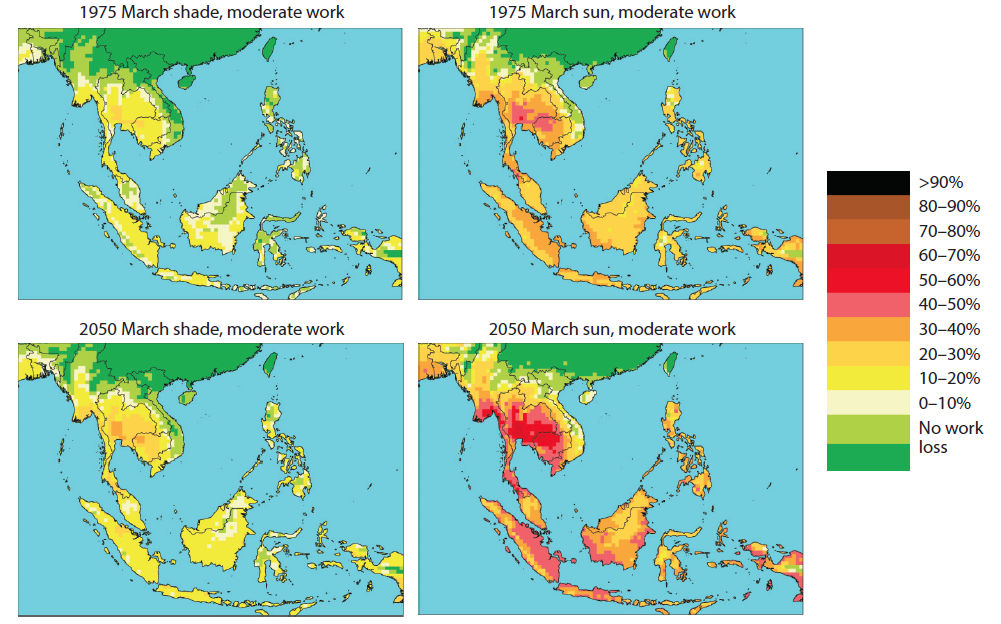 1975 March shade, moderate work
1975 March sun, moderate work
>90%
80–90%
70–80%
60–70%
50–60%
40–50%
30–40%
20–30%
10–20%
0–10%
No work
loss
2050 March shade, moderate work
2050 March sun, moderate work